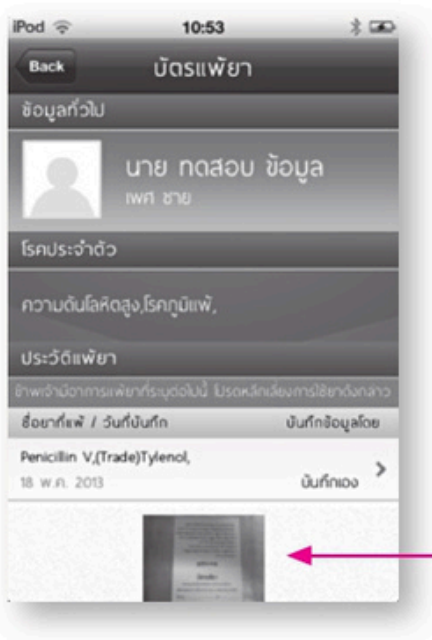 iPod 10:53
Back บัตรแพ้ยา
ข้อมูลทั่วไป
นาย ทดสอบ ข้อมูล
เพศ ชาย
โรคประจำตัว
ความดันโลหิตสูง,โรคภูมิแพ้,
ประวัติแพ้ยา
ข้าพเจ้ามีอาการแพ้ยาที่ระบุต่อไปนี้ โปรดหลีกเลี่ยงการใช้ยาดังกล่าว
ชื่อยาที่แพ้ / วันที่บันทึก บันทึกข้อมูลโดย
Penicillin V,(Trade)Tylenol,
18 พ.ค. 2013 บันทึกเอง